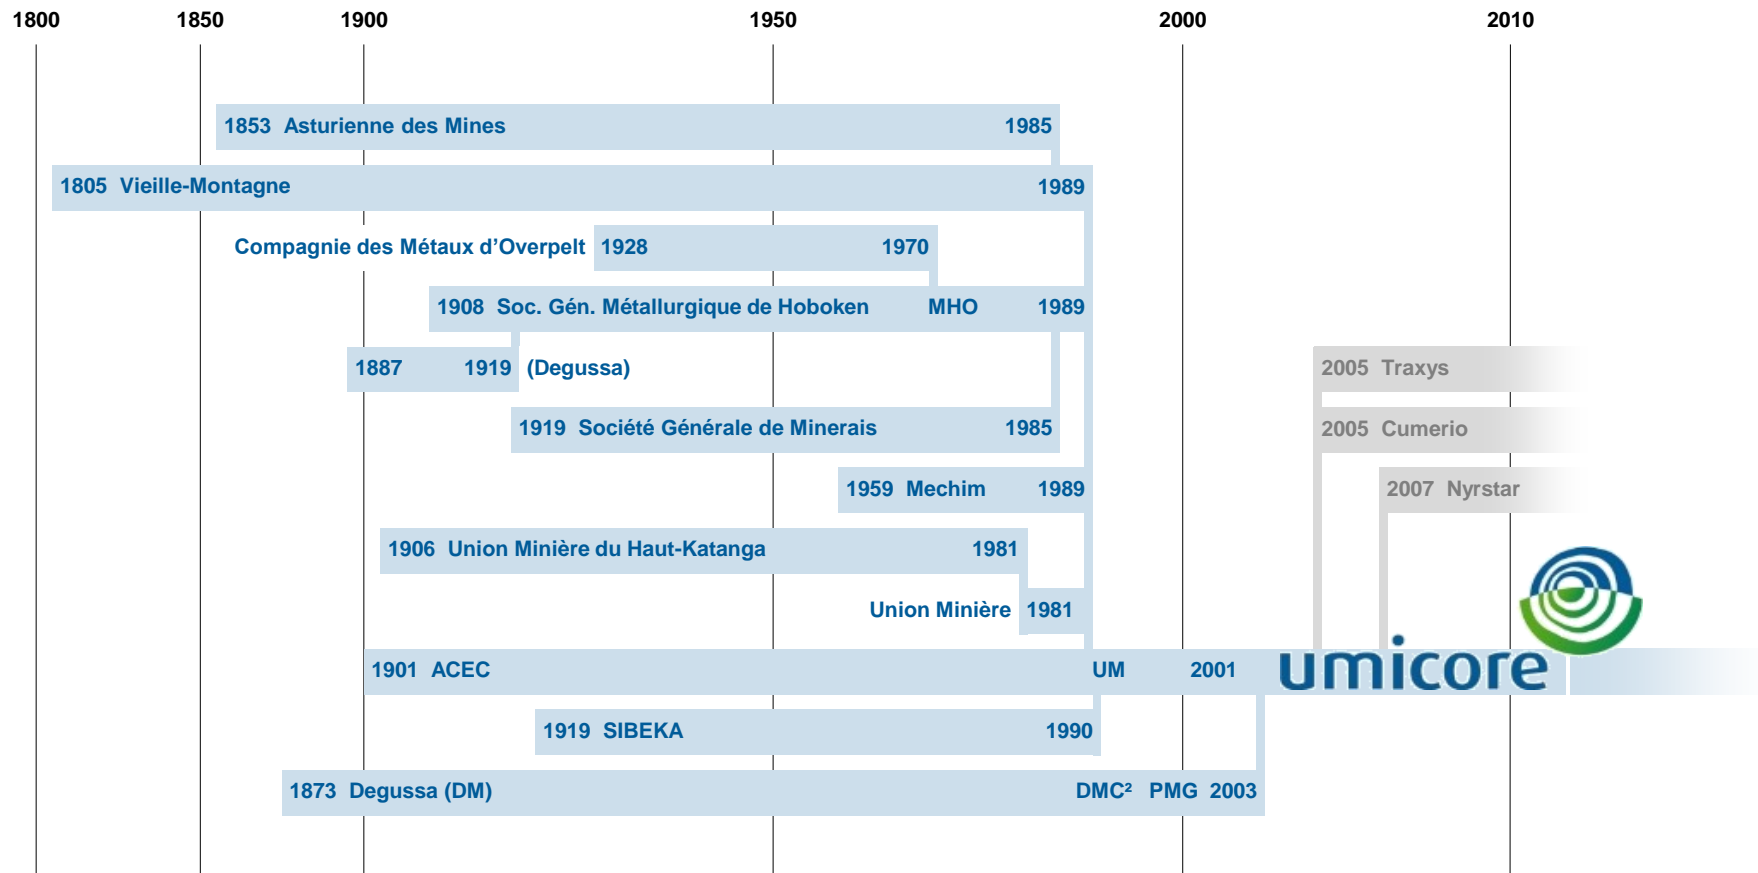 1800 1850 1900 1950 2000 2010
1853 Asturienne des Mines 1985
1805 Vieille-Montagne 1989
Compagnie des Métaux d’Overpelt 1928 1970
1908 Soc. Gén. Métallurgique de Hoboken MHO 1989
1887 1919 (Degussa) 2005 Traxys
1919 Société Générale de Minerais 1985 2005 Cumerio
1959 Mechim 1989 2007 Nyrstar
1906 Union Minière du Haut-Katanga 1981
Union Minière 1981
1901 ACEC UM 2001 umicore
1919 SIBEKA 1990
1873 Degussa (DM) DMC² PMG 2003